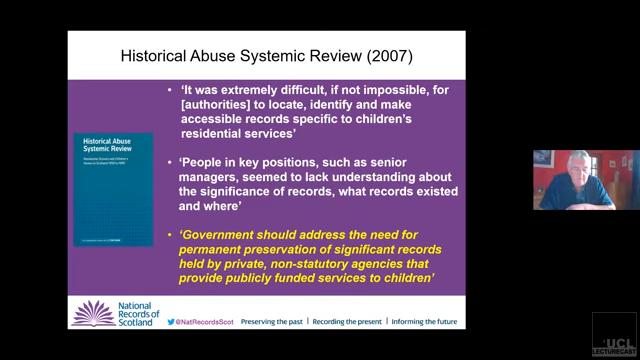 Historical Abuse Systemic Review (2007)
• ‘It was extremely difficult, if not impossible, for
[authorities] to locate, identify and make
accessible records specific to children’s
residential services’
• ‘People in key positions, such as senior
managers, seemed to lack understanding about
the significance of records, what records existed
and where’
• ‘Government should address the need for
permanent preservation of significant records
held by private, non-statutory agencies that
provide publicly funded services to children’
Historical Abuse
Systemic Review
National
Records of
Scotland
@NatRecordsScot
Preserving the past | Recording the present | Informing the future
UCL
LECTURECAST